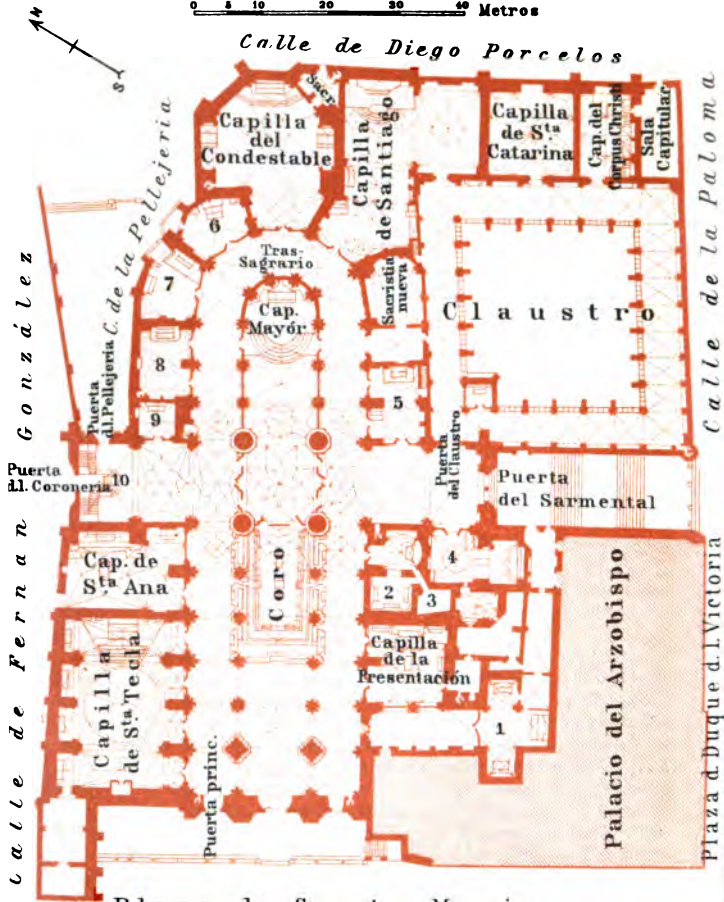 0 5 10 20 30 40 Metros
N
S
Calle de Diego Porcelos
Sacr.
Capilla
del
Condestable
Capilla
de Santiago
Capilla
de Sta.
Catarina
Cap. del
Corpus Christi
Sala
Capitular
C. de la Pellejeria
Calle de la Paloma
6
7
8
9
10
Tras-
Sagrario
Cap.
Mayór
Sacristia
nueva
Claustro
5
Puerta
d.l. Pellejeria
Puerta
d.l. Coroneria
Puerta
del Claustro
Puerta
del Sarmental
Calle de Fernan González
Cap. de
Sta Ana
Coro
4
2
3
Capilla
de la
Presentación
1
Capilla
de Sta. Tecla
Puerta princ.
Palacio del Arzobispo
Plaza d. Duque d. l. Victoria